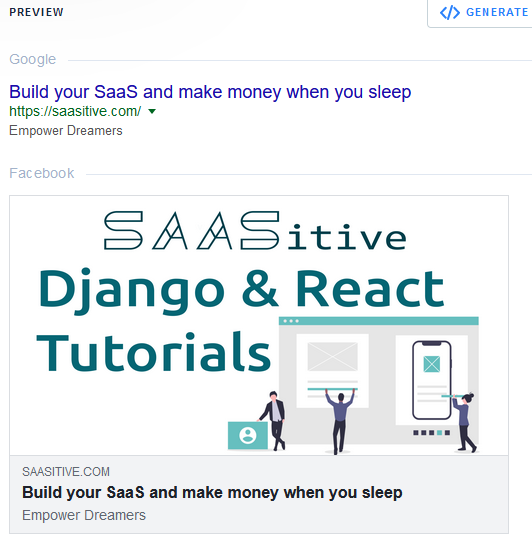 PREVIEW
GENERATE
Google
Build your SaaS and make money when you sleep
https://saasitive.com/
Empower Dreamers
Facebook
SAASitive
Django & React
Tutorials
SAASITIVE.COM
Build your SaaS and make money when you sleep
Empower Dreamers